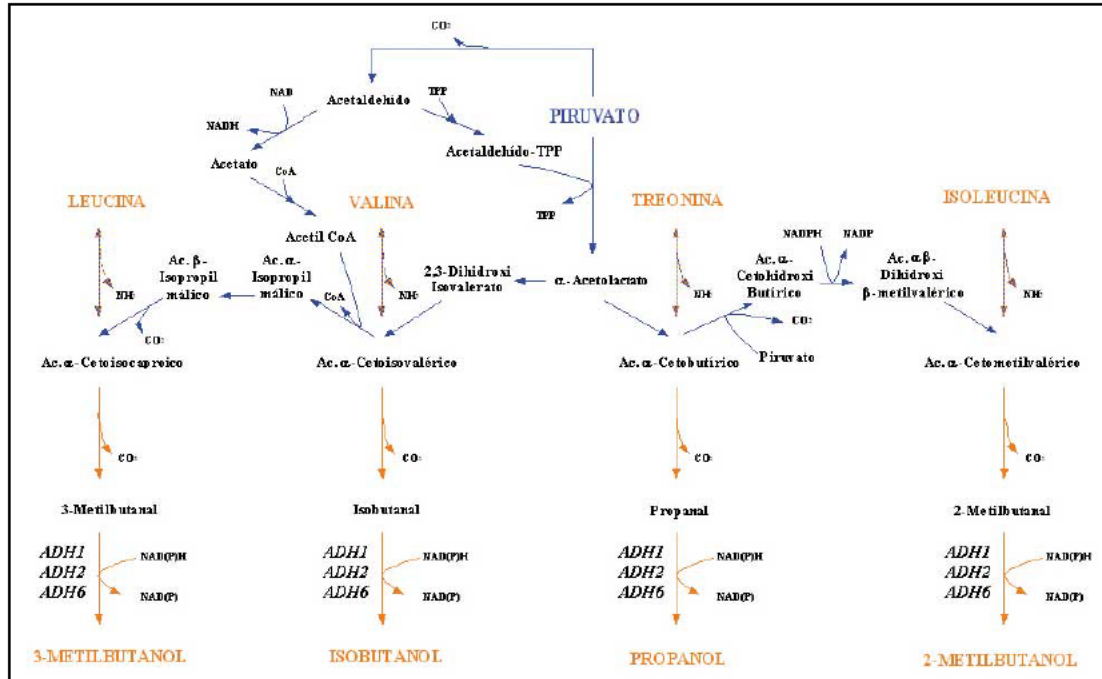 CO₂
NAD
Acetaldehído
TPP
NADH
PIRUVATO
Acetaldehído-TPP
Acetato
CoA
LEUCINA
VALINA
TPP
TREONINA
ISOLEUCINA
Acetil CoA
NADPH
NADP
Ac. β-
Isopropil
málico
Ac. α-
Isopropil
málico
2,3-Dihidroxi
Isovalerato
α-Acetolactato
Ac. α-
Cetohidroxi
Butírico
Ac. αβ-
Dihidroxi
β-metilvalérico
NH₂
CoA
NH₂
NH₂
NH₂
CO₂
CO₂
Piruvato
Ac. α-Cetoisocaproico
Ac. α-Cetoisovalérico
Ac. α-Cetobutírico
Ac. α-Cetometilvalérico
CO₂
CO₂
CO₂
CO₂
3-Metilbutanal
Isobutanal
Propanal
2-Metilbutanal
ADH1
ADH2
ADH6
NAD(P)H
NAD(P)
ADH1
ADH2
ADH6
NAD(P)H
NAD(P)
ADH1
ADH2
ADH6
NAD(P)H
NAD(P)
ADH1
ADH2
ADH6
NAD(P)H
NAD(P)
3-METILBUTANOL
ISOBUTANOL
PROPANOL
2-METILBUTANOL